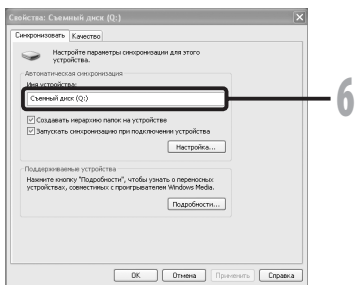 Свойства: Съемный диск (Q:)
Синхронизовать Качество
Настройте параметры синхронизации для этого
устройства.
Автоматическая синхронизация
Имя устройства:
Съемный диск (Q:)
6
Создавать иерархию папок на устройстве
Запускать синхронизацию при подключении устройства
Настройка...
Поддерживаемые устройства
Нажмите кнопку "Подробности", чтобы узнать о переносных
устройствах, совместимых с проигрывателем Windows Media.
Подробности...
OK Отмена Применить Справка